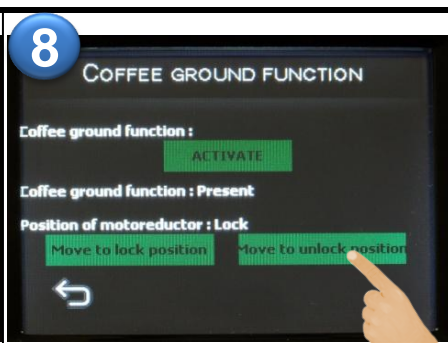 8
COFFEE GROUND FUNCTION
Coffee ground function :
ACTIVATE
Coffee ground function : Present
Position of motoreductor : Lock
Move to lock position
Move to unlock position